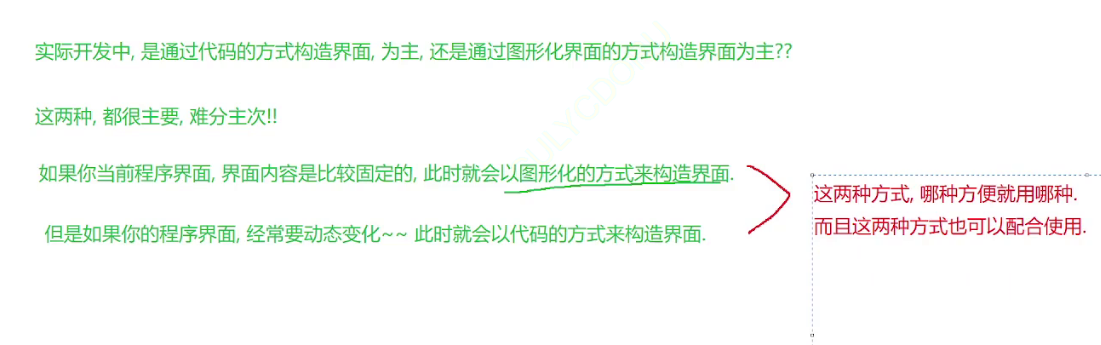 实际开发中, 是通过代码的方式构造界面, 为主, 还是通过图形化界面的方式构造界面为主??
这两种, 都很主要, 难分主次!!
如果你当前程序界面, 界面内容是比较固定的, 此时就会以图形化的方式来构造界面.
但是如果你的程序界面, 经常要动态变化~~ 此时就会以代码的方式来构造界面.
这两种方式, 哪种方便就用哪种.
而且这两种方式也可以配合使用.